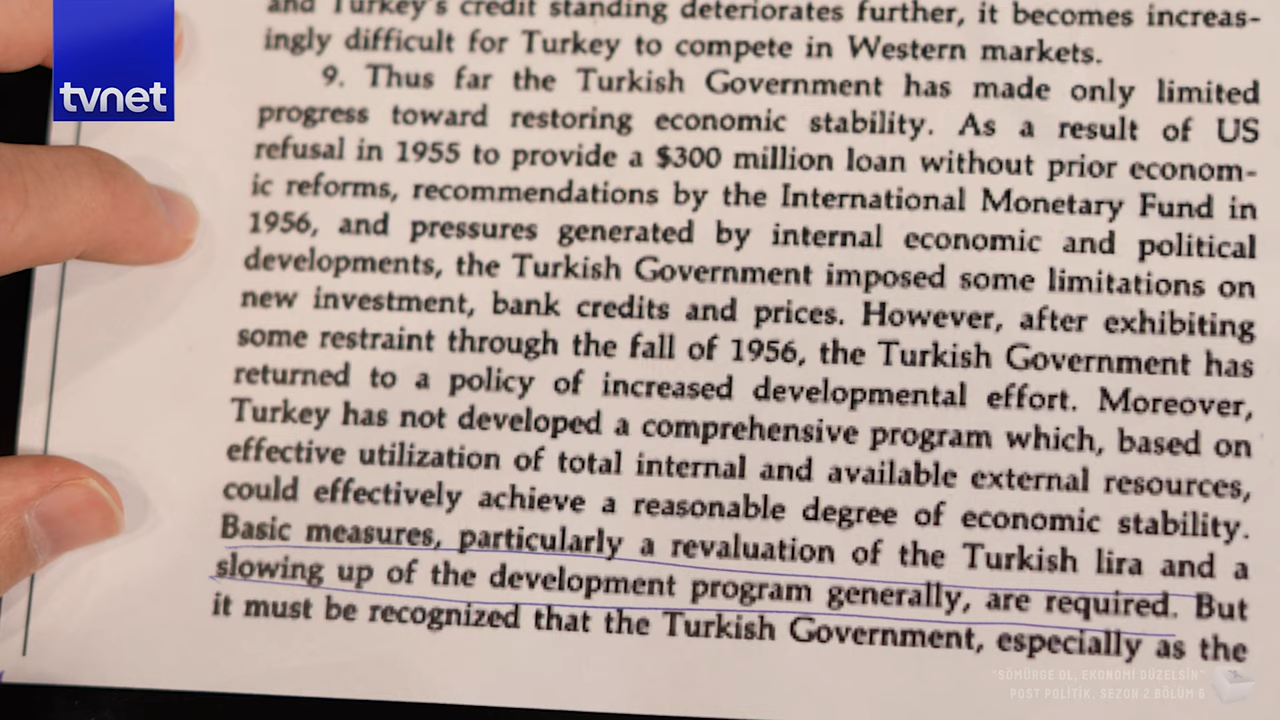 and Turkey's credit standing deteriorates further, it becomes increas-
ingly difficult for Turkey to compete in Western markets.
9. Thus far the Turkish Government has made only limited
progress toward restoring economic stability. As a result of US
refusal in 1955 to provide a $300 million loan without prior econom-
ic reforms, recommendations by the International Monetary Fund in
1956, and pressures generated by internal economic and political
developments, the Turkish Government imposed some limitations on
new investment, bank credits and prices. However, after exhibiting
some restraint through the fall of 1956, the Turkish Government has
returned to a policy of increased developmental effort. Moreover,
Turkey has not developed a comprehensive program which, based on
effective utilization of total internal and available external resources,
could effectively achieve a reasonable degree of economic stability.
Basic measures, particularly a revaluation of the Turkish lira and a
slowing up of the development program generally, are required. But
it must be recognized that the Turkish Government, especially as the
tvnet
"SÖMÜRGE OL, EKONOMİ DÜZELSİN"
POST POLİTİK, SEZON 2 BÖLÜM 6